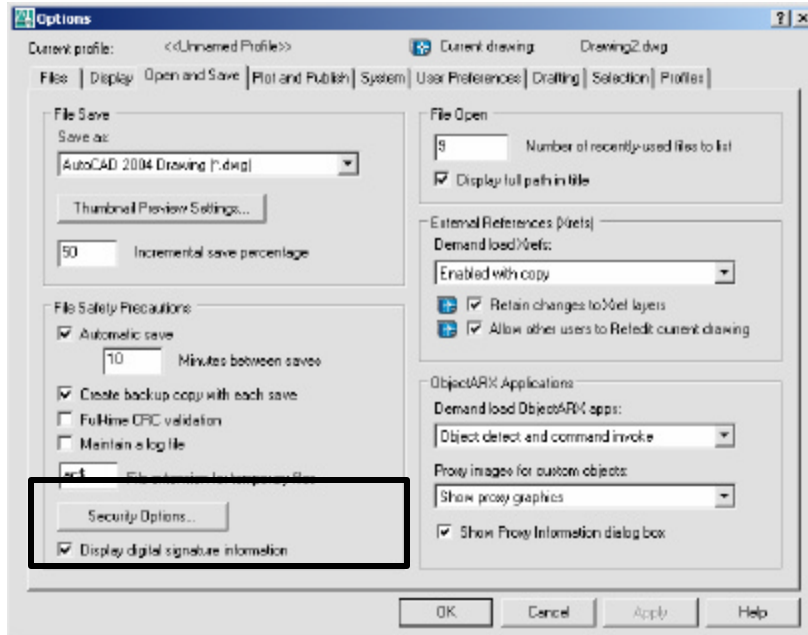 Options
Current profile: <<Unnamed Profile>> Current drawing: Drawing2.dwg
Files Display Open and Save Plot and Publish System User Preferences Drafting Selection Profiles
File Save
Save as:
AutoCAD 2004 Drawing (*.dwg)
Thumbnail Preview Settings...
50 Incremental save percentage
File Safety Precautions
Automatic save
10 Minutes between saves
Create backup copy with each save
Full-time CRC validation
Maintain a log file
ac$ File extension for temporary files
Security Options...
Display digital signature information
File Open
9 Number of recently-used files to list
Display full path in title
External References (Xrefs)
Demand load Xrefs:
Enabled with copy
Retain changes to Xref layers
Allow other users to Refedit current drawing
ObjectARX Applications
Demand load ObjectARX apps:
Object detect and command invoke
Proxy images for custom objects:
Show proxy graphics
Show Proxy Information dialog box
OK Cancel Apply Help